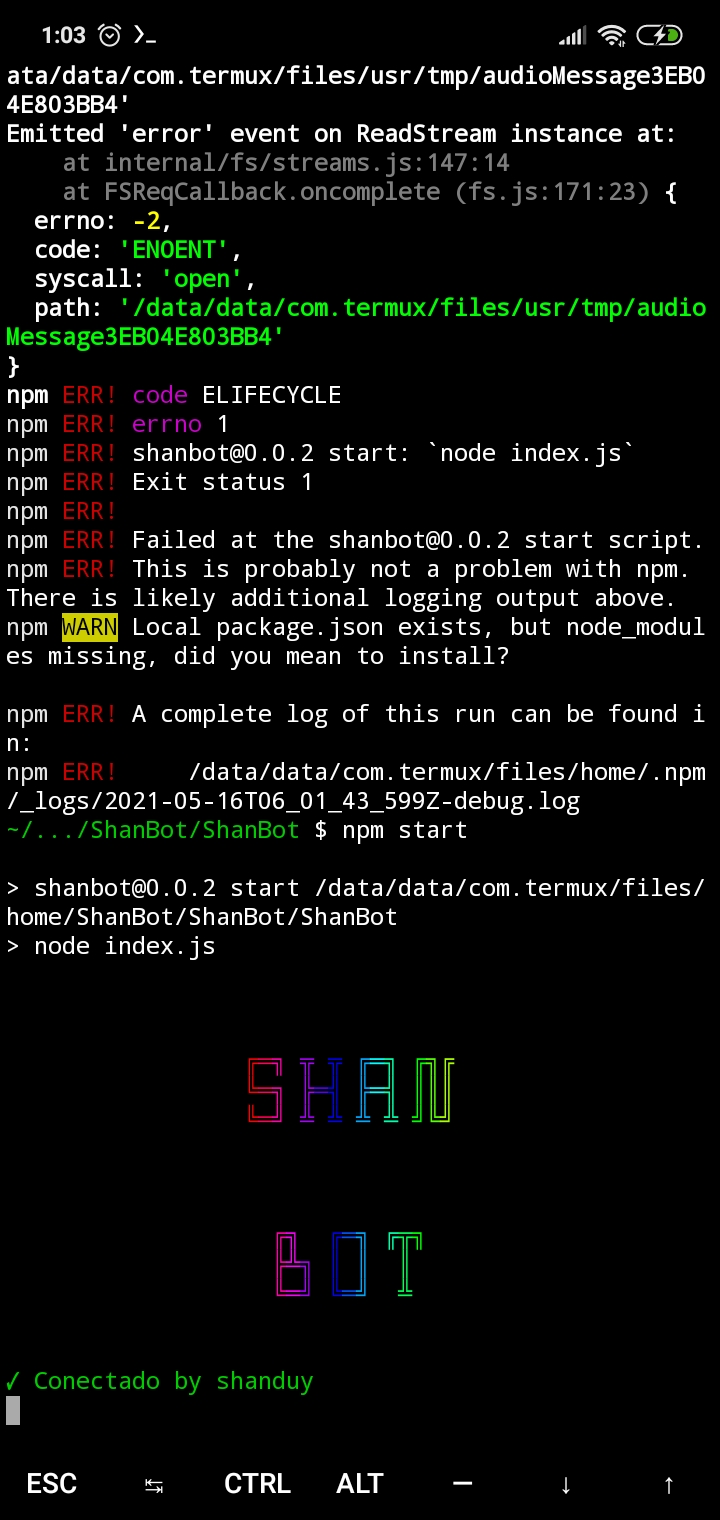 1:03
ata/data/com.termux/files/usr/tmp/audioMessage3EB0
4E803BB4'
Emitted 'error' event on ReadStream instance at:
    at internal/fs/streams.js:147:14
    at FSReqCallback.oncomplete (fs.js:171:23) {
  errno: -2,
  code: 'ENOENT',
  syscall: 'open',
  path: '/data/data/com.termux/files/usr/tmp/audio
Message3EB04E803BB4'
}
npm ERR! code ELIFECYCLE
npm ERR! errno 1
npm ERR! shanbot@0.0.2 start: `node index.js`
npm ERR! Exit status 1
npm ERR!
npm ERR! Failed at the shanbot@0.0.2 start script.
npm ERR! This is probably not a problem with npm.
There is likely additional logging output above.
npm WARN Local package.json exists, but node_modul
es missing, did you mean to install?

npm ERR! A complete log of this run can be found i
n:
npm ERR!     /data/data/com.termux/files/home/.npm
/_logs/2021-05-16T06_01_43_599Z-debug.log
~/.../ShanBot/ShanBot $ npm start

> shanbot@0.0.2 start /data/data/com.termux/files/
home/ShanBot/ShanBot/ShanBot
> node index.js

SHAN
BOT

✓ Conectado by shanduy
ESC ↹ CTRL ALT — ↓ ↑